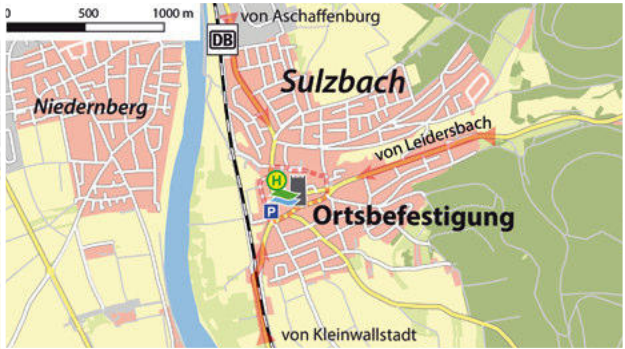 0 500 1000 m
von Aschaffenburg
DB
Sulzbach
Niedernberg
von Leidersbach
H
P
Ortsbefestigung
von Kleinwallstadt